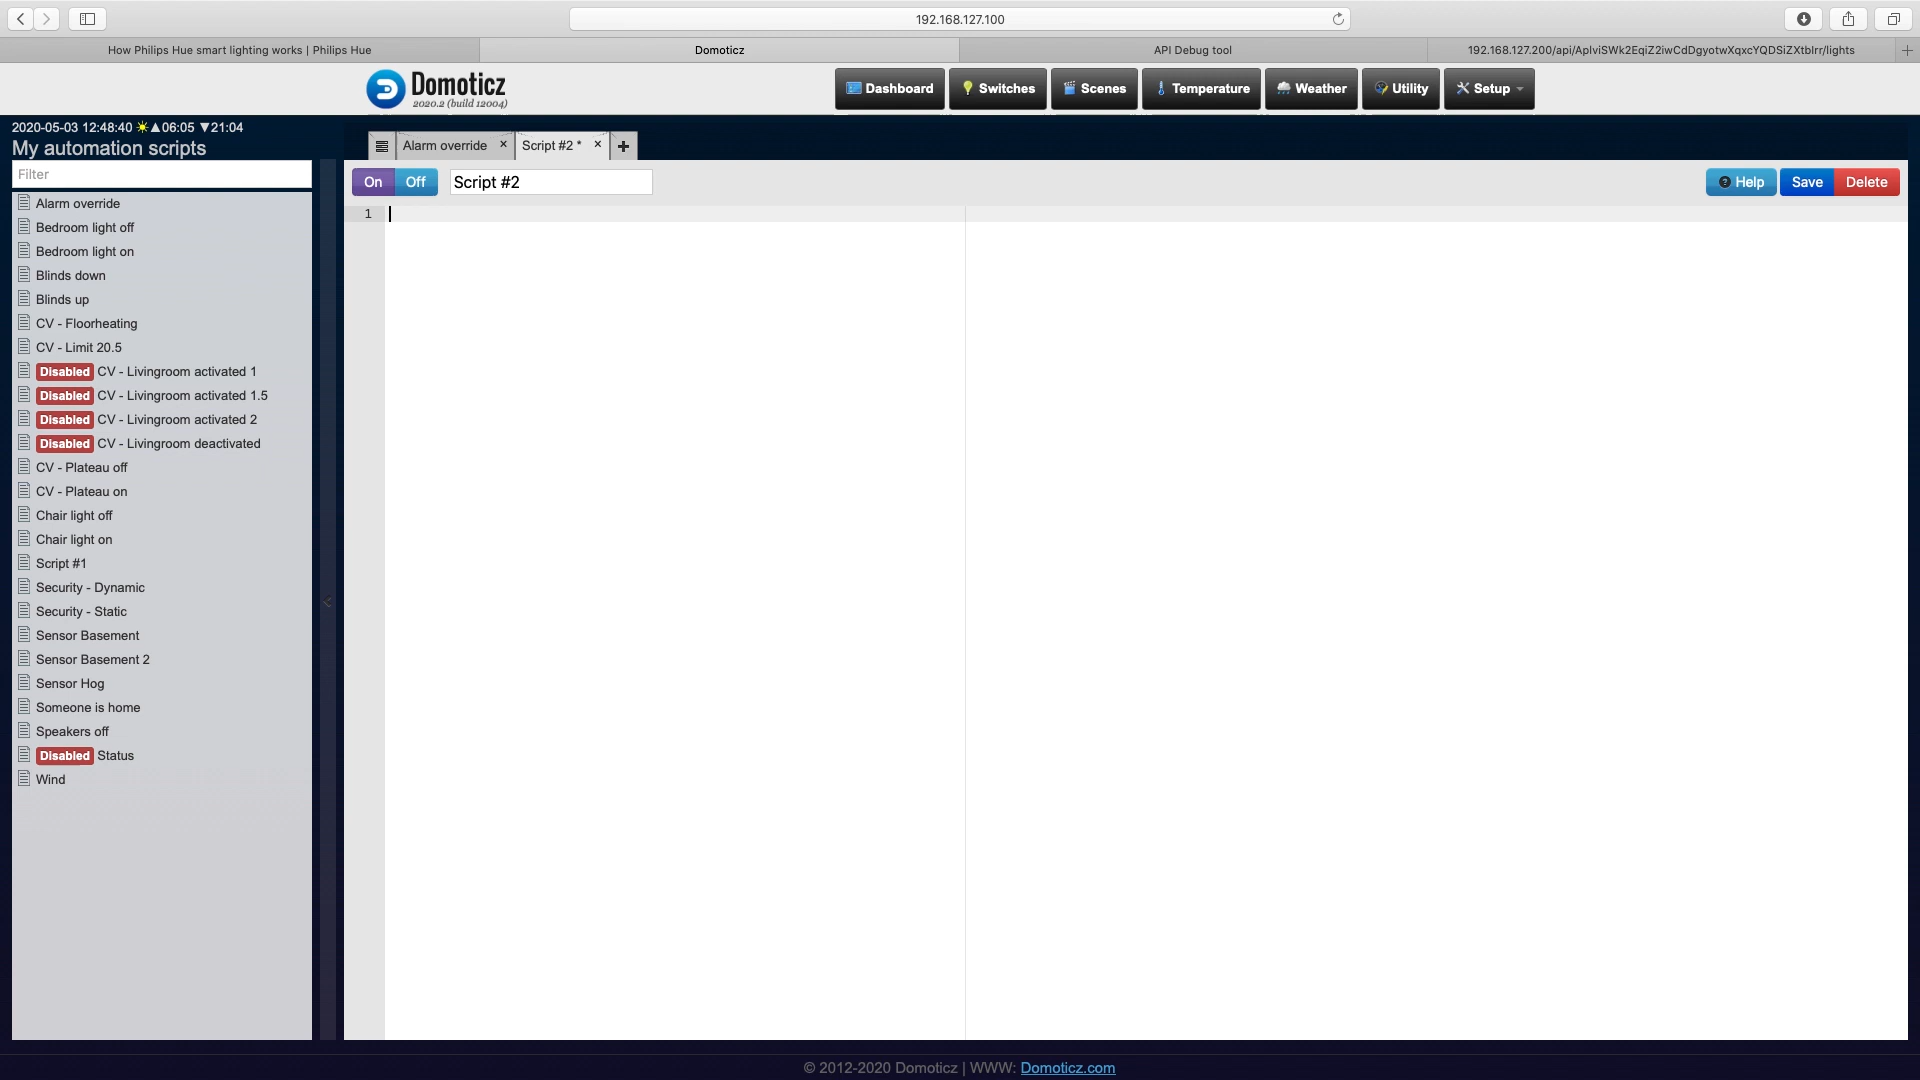 192.168.127.100
How Philips Hue smart lighting works | Philips Hue
Domoticz
API Debug tool
192.168.127.200/api/ApIviSWk2EqiZ2iwCdDgyotwXqxcYQDSiZXtbIrr/lights
Domoticz
2020.2 (build 12004)
Dashboard
Switches
Scenes
Temperature
Weather
Utility
Setup
2020-05-03 12:48:40 ☀▲06:05 ▼21:04
My automation scripts
Filter
Alarm override
Bedroom light off
Bedroom light on
Blinds down
Blinds up
CV - Floorheating
CV - Limit 20.5
Disabled CV - Livingroom activated 1
Disabled CV - Livingroom activated 1.5
Disabled CV - Livingroom activated 2
Disabled CV - Livingroom deactivated
CV - Plateau off
CV - Plateau on
Chair light off
Chair light on
Script #1
Security - Dynamic
Security - Static
Sensor Basement
Sensor Basement 2
Sensor Hog
Someone is home
Speakers off
Disabled Status
Wind
Alarm override ×
Script #2 * ×
On Off
Script #2
Help
Save
Delete
1
© 2012-2020 Domoticz | WWW: Domoticz.com